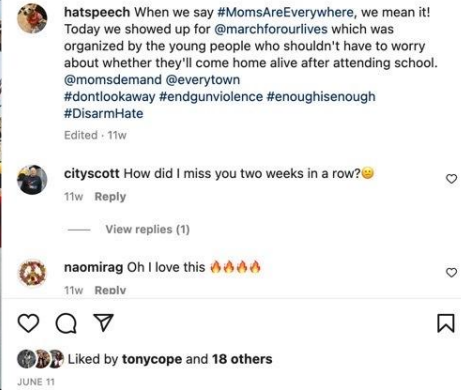 hatspeech When we say #MomsAreEverywhere, we mean it!
Today we showed up for @marchforourlives which was
organized by the young people who shouldn't have to worry
about whether they'll come home alive after attending school.
@momsdemand @everytown
#dontlookaway #endgunviolence #enoughisenough
#DisarmHate
Edited · 11w
cityscott How did I miss you two weeks in a row?😊
11w Reply
View replies (1)
naomirag Oh I love this 🔥🔥🔥🔥
11w Reply
Liked by tonycope and 18 others
JUNE 11